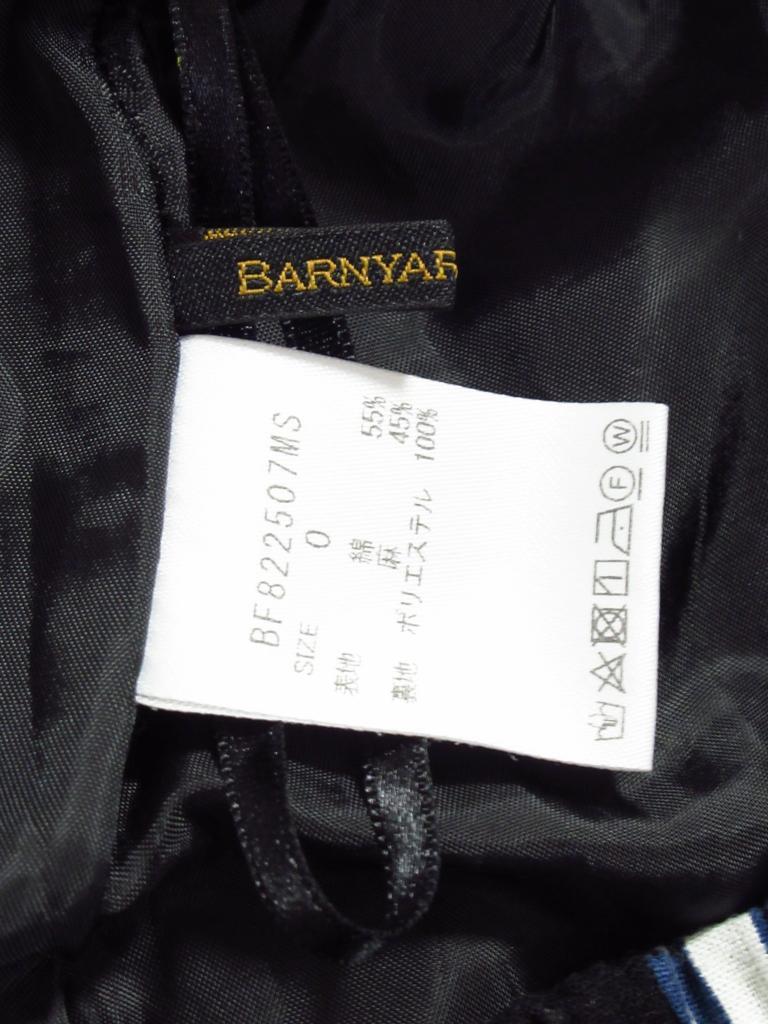 BARNYAR
BF822507MS
SIZE 0
表地 綿 55%
麻 45%
裏地 ポリエステル 100%
F W